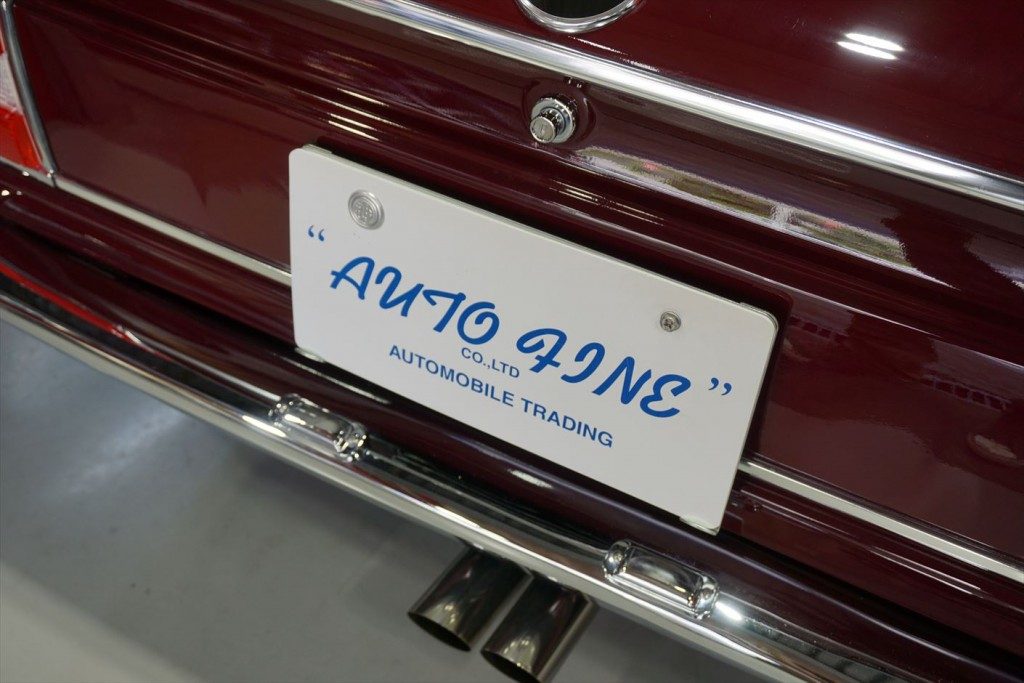 “AUTO FINE”
CO.,LTD
AUTOMOBILE TRADING